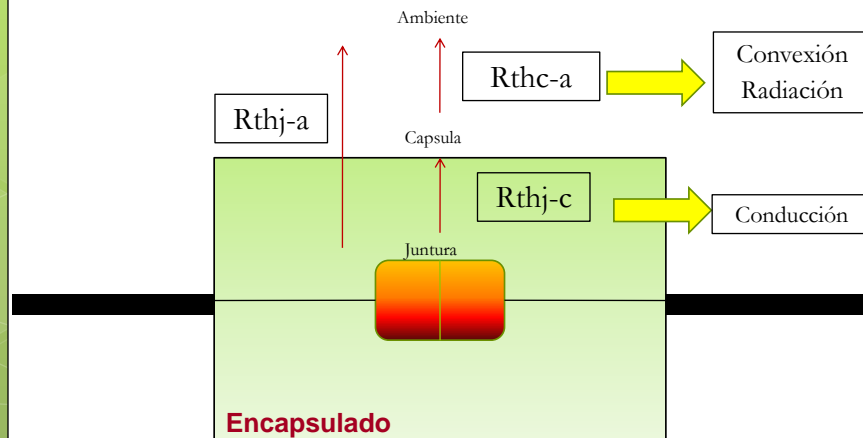 Ambiente
Rthc-a
Convexión
Radiación
Rthj-a
Capsula
Rthj-c
Conducción
Juntura
Encapsulado